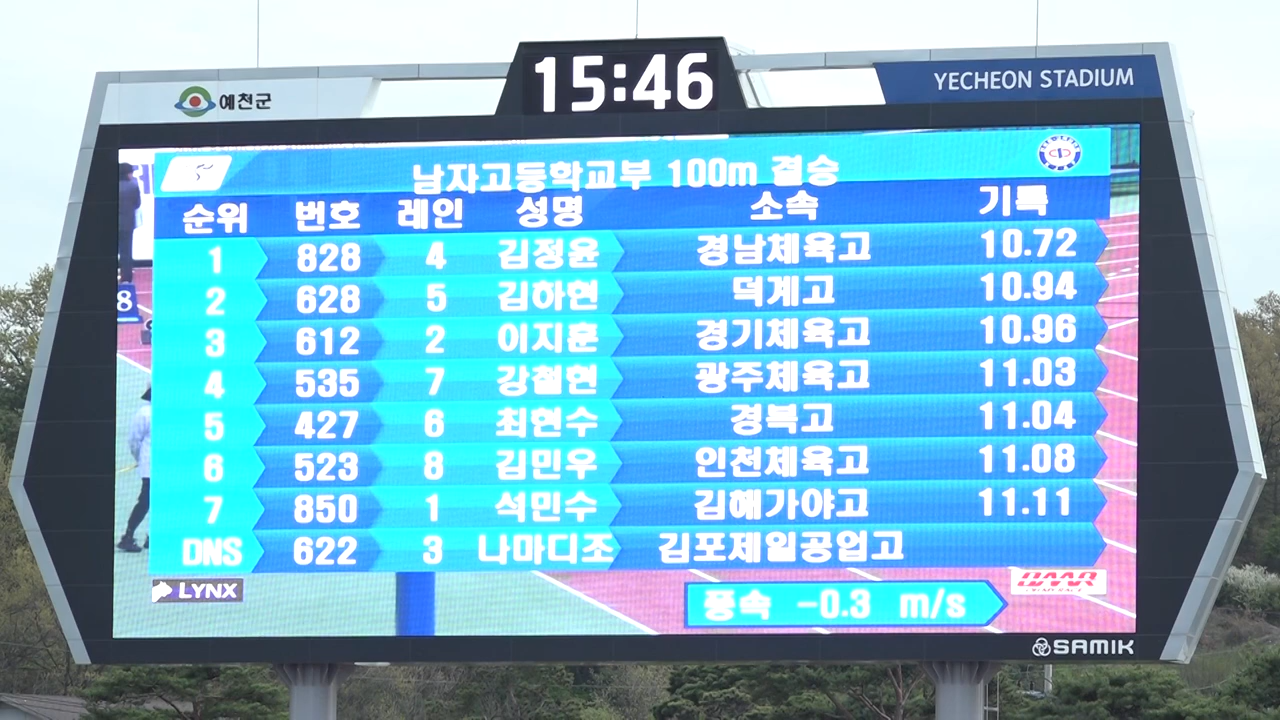 15:46
예천군
YECHEON STADIUM
남자고등학교부 100m 결승
순위 번호 레인 성명 소속 기록
1 828 4 김정윤 경남체육고 10.72
2 628 5 김하현 덕계고 10.94
3 612 2 이지훈 경기체육고 10.96
4 535 7 강철현 광주체육고 11.03
5 427 6 최현수 경북고 11.04
6 523 8 김민우 인천체육고 11.08
7 850 1 석민수 김해가야고 11.11
DNS 622 3 나마디조 김포제일공업고
8
LYNX
풍속 -0.3 m/s
SAMIK